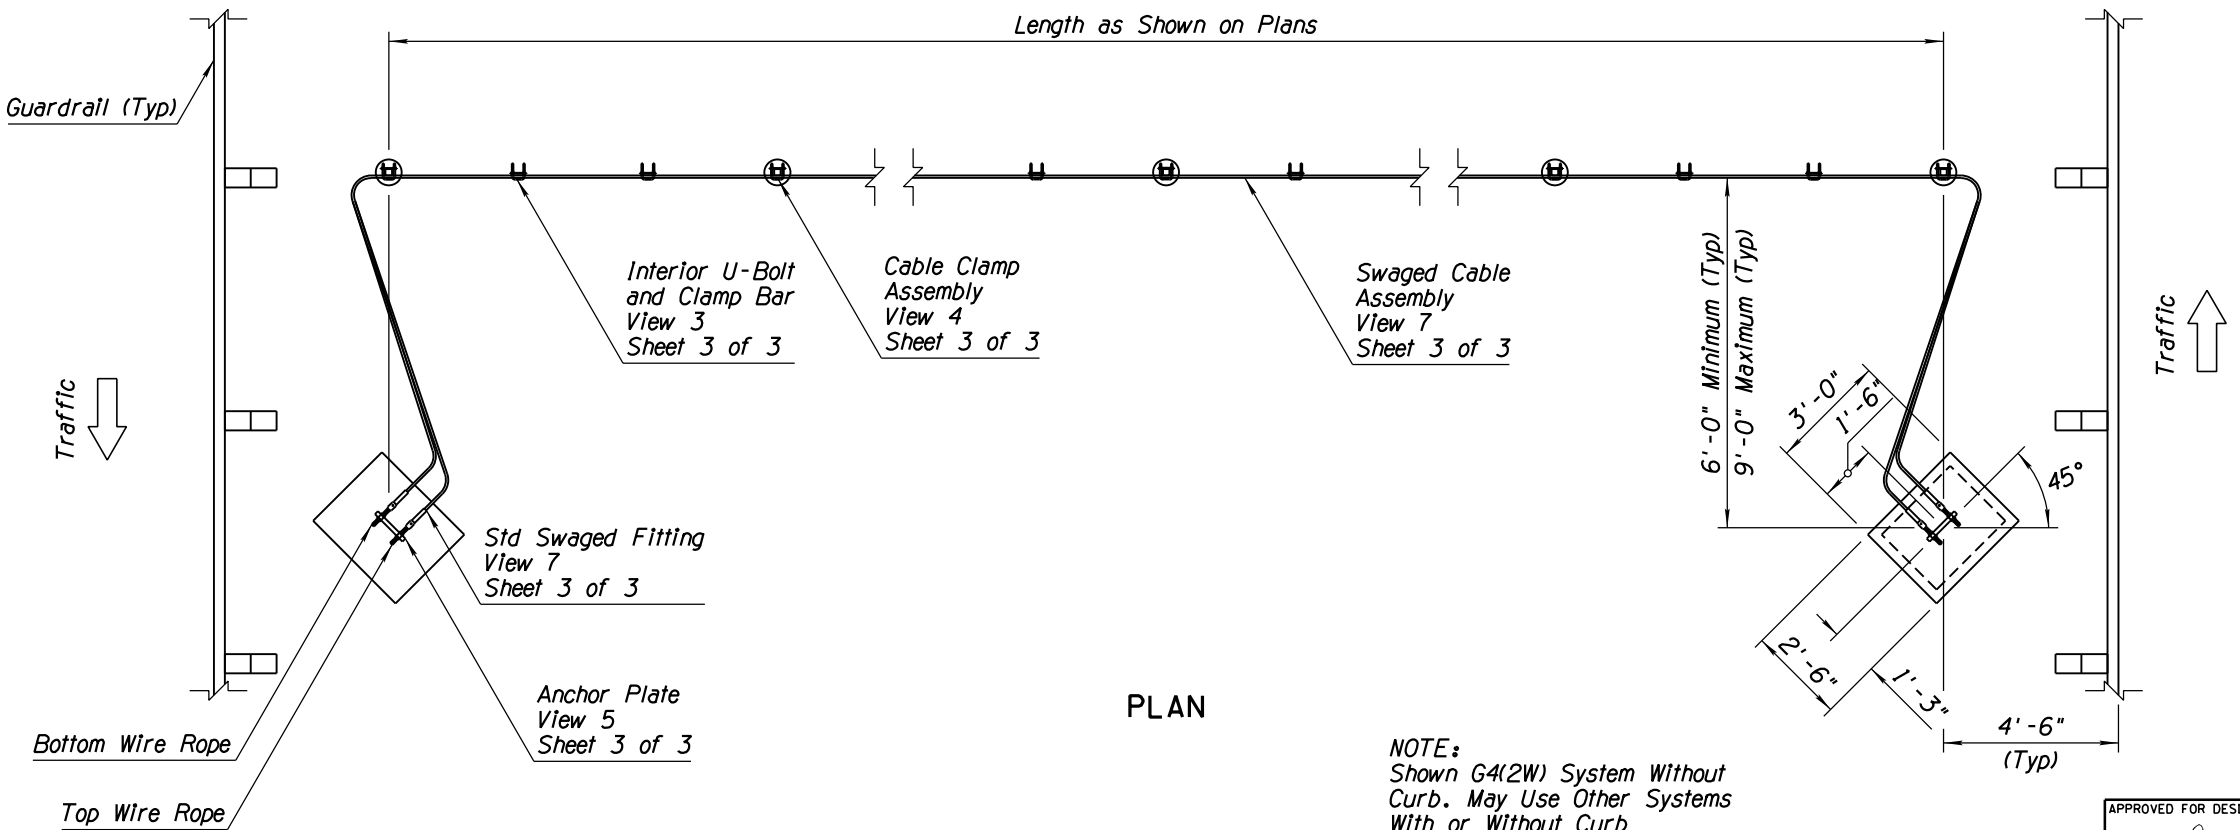 Length as Shown on Plans
Guardrail (Typ)
Interior U-Bolt
and Clamp Bar
View 3
Sheet 3 of 3
Cable Clamp
Assembly
View 4
Sheet 3 of 3
Swaged Cable
Assembly
View 7
Sheet 3 of 3
6'-0" Minimum (Typ)
9'-0" Maximum (Typ)
Traffic
Traffic
3'-0"
1'-6"
45°
Std Swaged Fitting
View 7
Sheet 3 of 3
2'-6"
1'-3"
4'-6"
(Typ)
Anchor Plate
View 5
Sheet 3 of 3
Bottom Wire Rope
Top Wire Rope
PLAN
NOTE:
Shown G4(2W) System Without
Curb. May Use Other Systems
With or Without Curb
APPROVED FOR